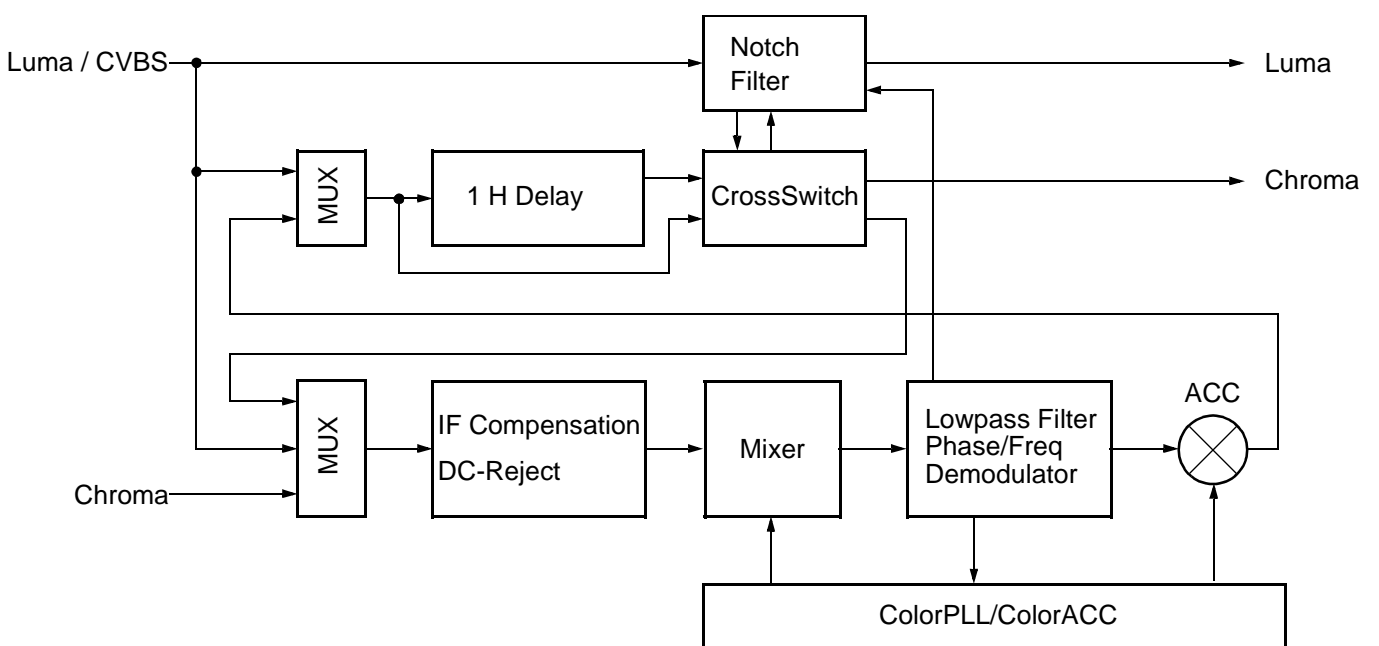 Notch
Filter
Luma / CVBS
Luma
MUX
1 H Delay
CrossSwitch
Chroma
ACC
MUX
IF Compensation
DC-Reject
Mixer
Lowpass Filter
Phase/Freq
Demodulator
Chroma
ColorPLL/ColorACC